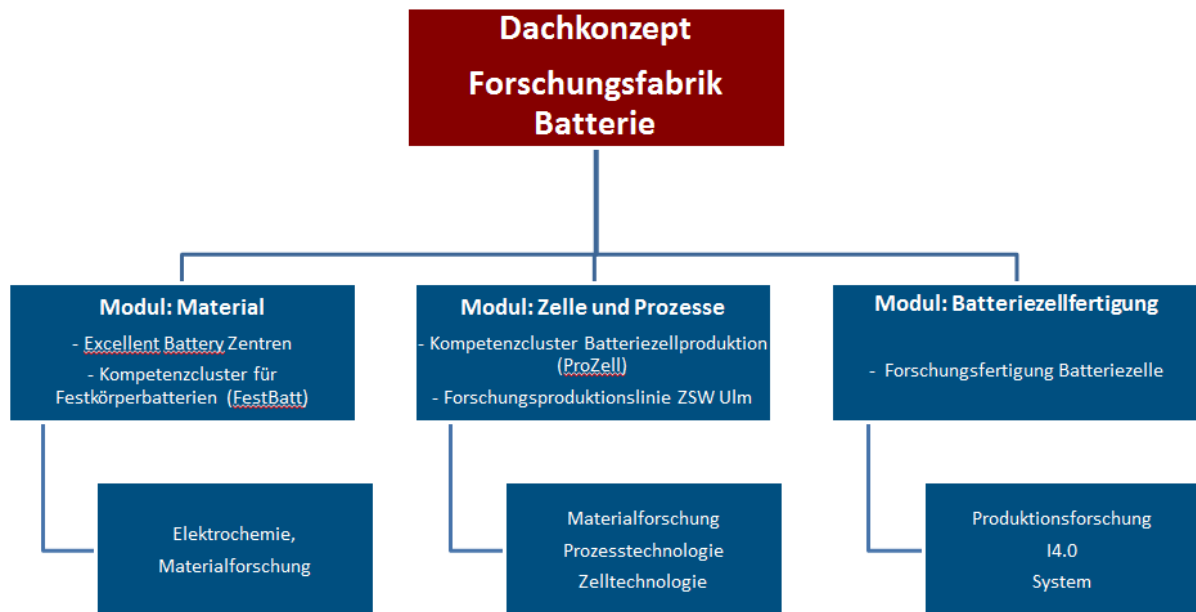 Dachkonzept
Forschungsfabrik
Batterie
Modul: Material
- Excellent Battery Zentren
- Kompetenzcluster für
Festkörperbatterien (FestBatt)
Modul: Zelle und Prozesse
- Kompetenzcluster Batteriezellproduktion
(ProZell)
- Forschungsproduktionslinie ZSW Ulm
Modul: Batteriezellfertigung
- Forschungsfertigung Batteriezelle
Elektrochemie,
Materialforschung
Materialforschung
Prozesstechnologie
Zelltechnologie
Produktionsforschung
I4.0
System